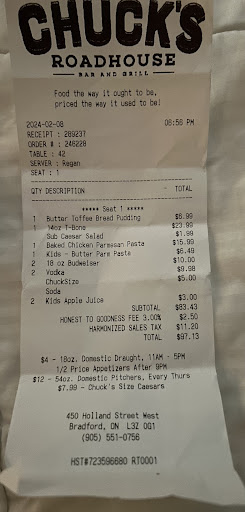 CHUCK'S
ROADHOUSE
BAR AND GRILL
Food the way it ought to be,
priced the way it used to be!
2024-02-08 08:56 PM
RECEIPT : 289237
ORDER # : 246228
TABLE : 42
SERVER : Regan
SEAT : 1
QTY DESCRIPTION - TOTAL
***** Seat 1 *****
1 Butter Toffee Bread Pudding $6.99
1 14oz T-Bone $23.99
Sub Caesar Salad $1.99
1 Baked Chicken Parmesan Pasta $15.99
1 Kids - Butter Parm Pasta $6.49
2 18 oz Budweiser $10.00
2 Vodka $9.98
ChuckSize $5.00
Soda
2 Kids Apple Juice $3.00
SUBTOTAL $83.43
HONEST TO GOODNESS FEE 3.00% $2.50
HARMONIZED SALES TAX $11.20
TOTAL $97.13
$4 - 18oz. Domestic Draught, 11AM - 5PM
1/2 Price Appetizers After 9PM
$12 - 54oz. Domestic Pitchers, Every Thurs
$7.99 - Chuck's Size Caesars
450 Holland Street West
Bradford, ON L3Z 0G1
(905) 551-0756
HST#723596680 RT0001